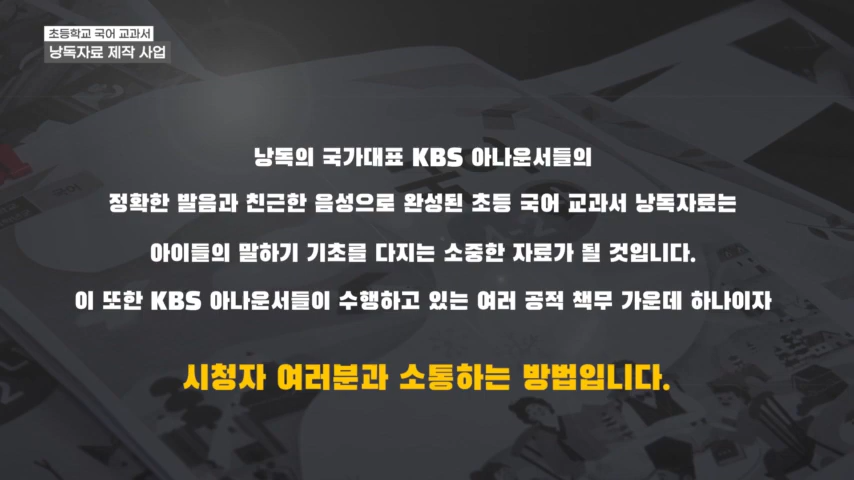 초등학교 국어 교과서
낭독자료 제작 사업
낭독의 국가대표 KBS 아나운서들의
정확한 발음과 친근한 음성으로 완성된 초등 국어 교과서 낭독자료는
아이들의 말하기 기초를 다지는 소중한 자료가 될 것입니다.
이 또한 KBS 아나운서들이 수행하고 있는 여러 공적 책무 가운데 하나이자
시청자 여러분과 소통하는 방법입니다.